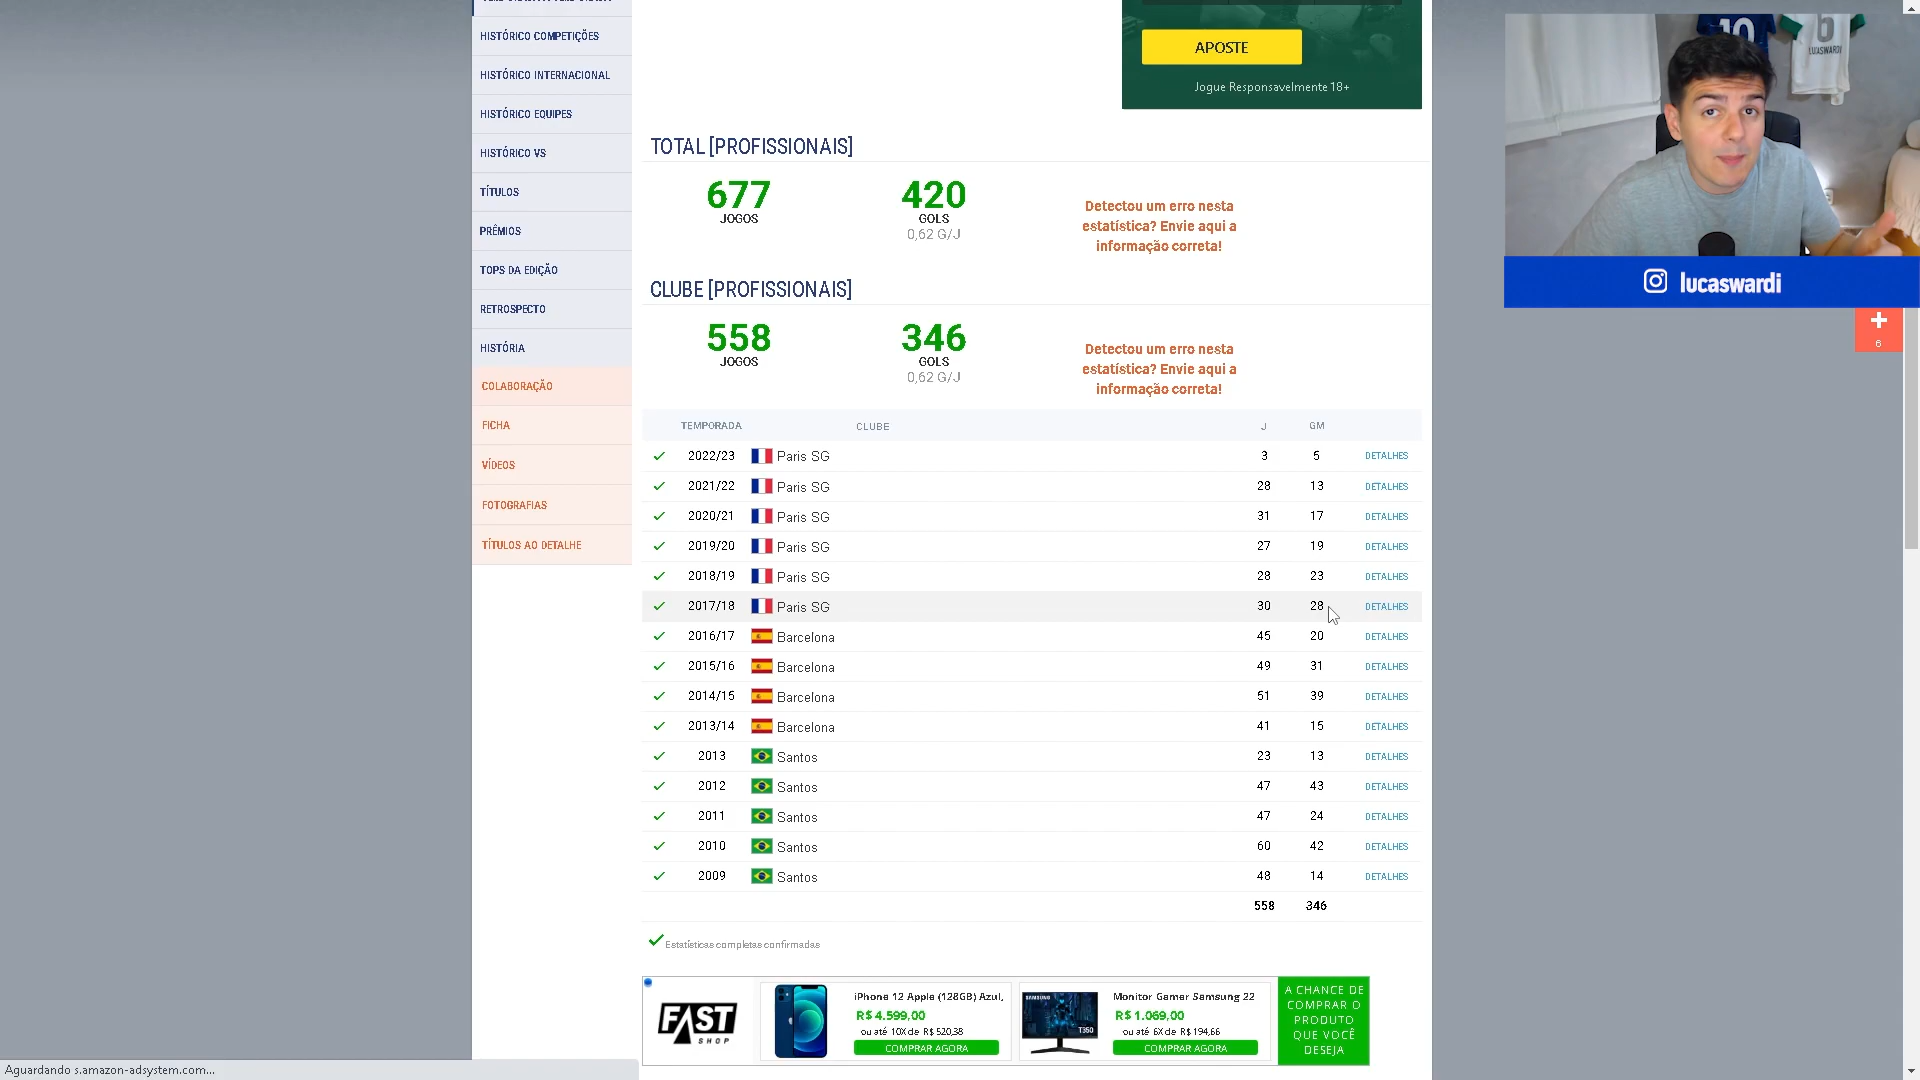 HISTÓRICO COMPETIÇÕES
HISTÓRICO INTERNACIONAL
HISTÓRICO EQUIPES
HISTÓRICO VS
TÍTULOS
PRÊMIOS
TOPS DA EDIÇÃO
RETROSPECTO
HISTÓRIA
COLABORAÇÃO
FICHA
VÍDEOS
FOTOGRAFIAS
TÍTULOS AO DETALHE
APOSTE
Jogue Responsavelmente 18+
TOTAL [PROFISSIONAIS]
677
JOGOS
420
GOLS
0,62 G/J
Detectou um erro nesta
estatística? Envie aqui a
informação correta!
CLUBE [PROFISSIONAIS]
558
JOGOS
346
GOLS
0,62 G/J
Detectou um erro nesta
estatística? Envie aqui a
informação correta!
TEMPORADA CLUBE J GM
2022/23 Paris SG 3 5 DETALHES
2021/22 Paris SG 28 13 DETALHES
2020/21 Paris SG 31 17 DETALHES
2019/20 Paris SG 27 19 DETALHES
2018/19 Paris SG 28 23 DETALHES
2017/18 Paris SG 30 28 DETALHES
2016/17 Barcelona 45 20 DETALHES
2015/16 Barcelona 49 31 DETALHES
2014/15 Barcelona 51 39 DETALHES
2013/14 Barcelona 41 15 DETALHES
2013 Santos 23 13 DETALHES
2012 Santos 47 43 DETALHES
2011 Santos 47 24 DETALHES
2010 Santos 60 42 DETALHES
2009 Santos 48 14 DETALHES
558 346
Estatísticas completas confirmadas
FAST
SHOP
iPhone 12 Apple (128GB) Azul,
R$ 4.599,00
ou até 10X de R$ 520,38
COMPRAR AGORA
SAMSUNG
T350
Monitor Gamer Samsung 22
R$ 1.069,00
ou até 6X de R$ 194,66
COMPRAR AGORA
A CHANCE DE
COMPRAR O
PRODUTO
QUE VOCÊ
DESEJA
10
6
LUCASWARDI
lucaswardi
+
6
Aguardando s.amazon-adsystem.com...